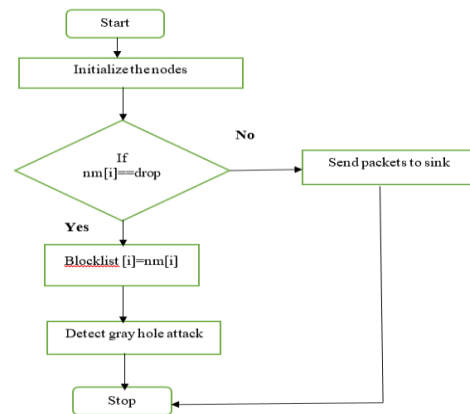 Start
Initialize the nodes
If
nm[i]==drop
No
Send packets to sink
Yes
Blocklist [i]=nm[i]
Detect gray hole attack
Stop